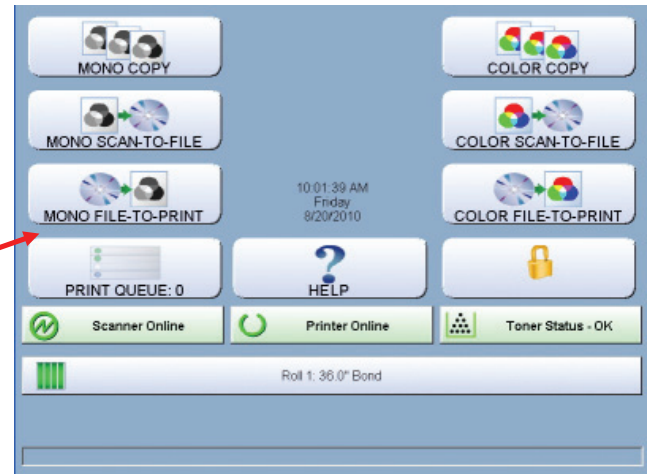 MONO COPY
COLOR COPY
MONO SCAN-TO-FILE
COLOR SCAN-TO-FILE
MONO FILE-TO-PRINT
10:01:39 AM
Friday
8/20/2010
COLOR FILE-TO-PRINT
PRINT QUEUE: 0
HELP
Scanner Online
Printer Online
Toner Status - OK
Roll 1: 36.0" Bond